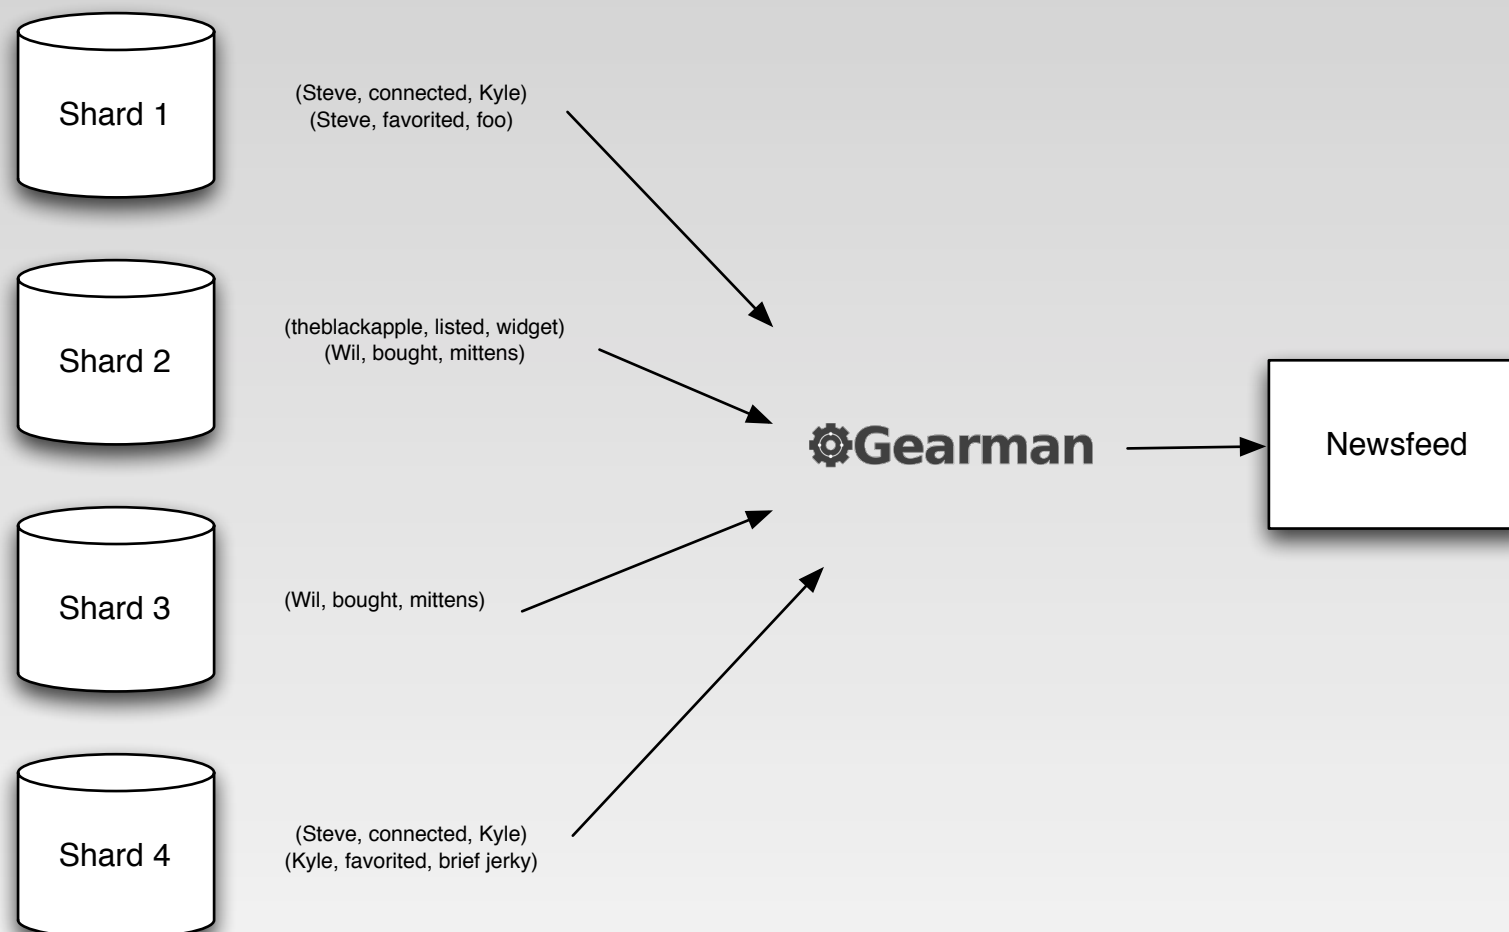 Shard 1
(Steve, connected, Kyle)
(Steve, favorited, foo)
Shard 2
(theblackapple, listed, widget)
(Wil, bought, mittens)
Gearman
Newsfeed
Shard 3
(Wil, bought, mittens)
Shard 4
(Steve, connected, Kyle)
(Kyle, favorited, brief jerky)